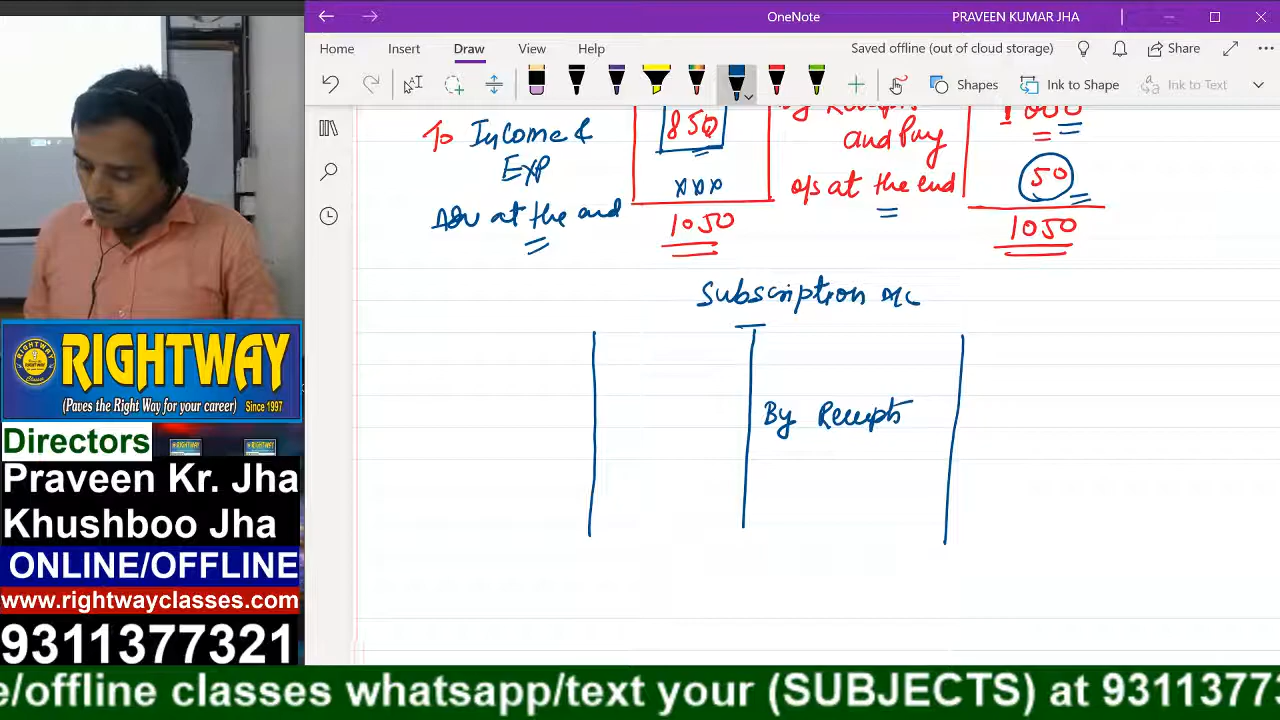 OneNote
PRAVEEN KUMAR JHA
Home Insert Draw View Help
Saved offline (out of cloud storage)
Share
Shapes
Ink to Shape
Ink to Text
To Income &
Exp
850
and Pay
1000
at the end
xxx
o/s at the end
50
1050
1050
Subscription A/c
By Receipts
RIGHTWAY
(Paves the Right Way for your career) Since 1997
Directors
Praveen Kr. Jha
Khushboo Jha
ONLINE/OFFLINE
www.rightwayclasses.com
9311377321
e/offline classes whatsapp/text your (SUBJECTS) at 9311377